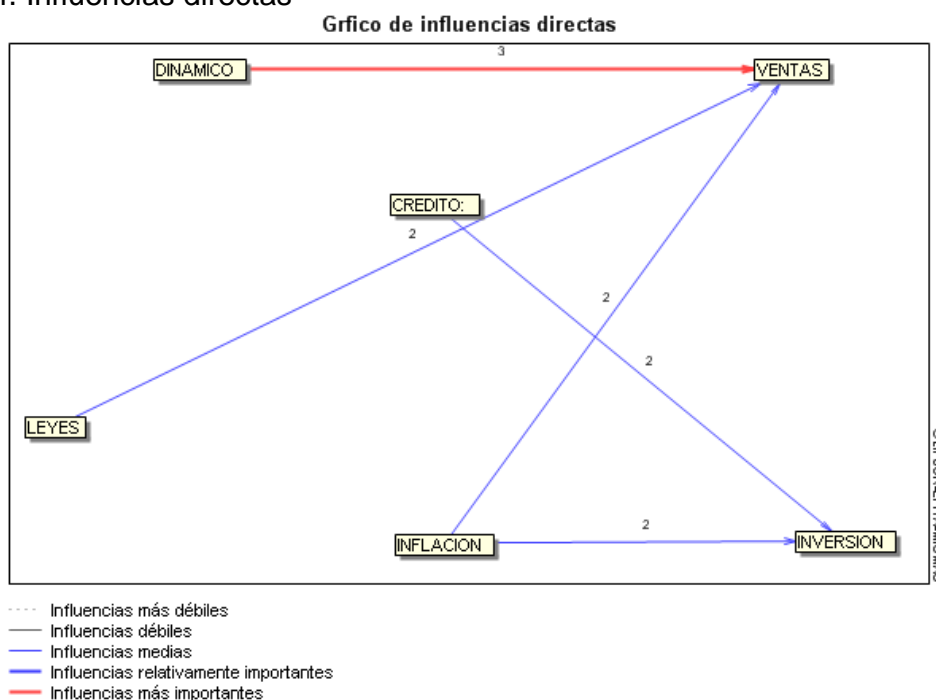 Influencias directas
Grfico de influencias directas
3
DINAMICO
VENTAS
CREDITO:
2
2
2
LEYES
2
INFLACION
INVERSION
Influencias más débiles
Influencias débiles
Influencias medias
Influencias relativamente importantes
Influencias más importantes